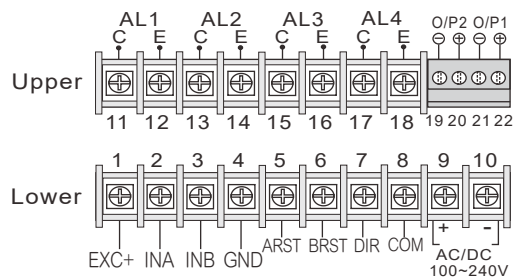 AL1 AL2 AL3 AL4 O/P2 O/P1
C E C E C E C E ⊖ ⊕ ⊖ ⊕
Upper
11 12 13 14 15 16 17 18 19 20 21 22
1 2 3 4 5 6 7 8 9 10
Lower
+ -
EXC+ INA INB GND ARST BRST DIR COM AC/DC
100~240V